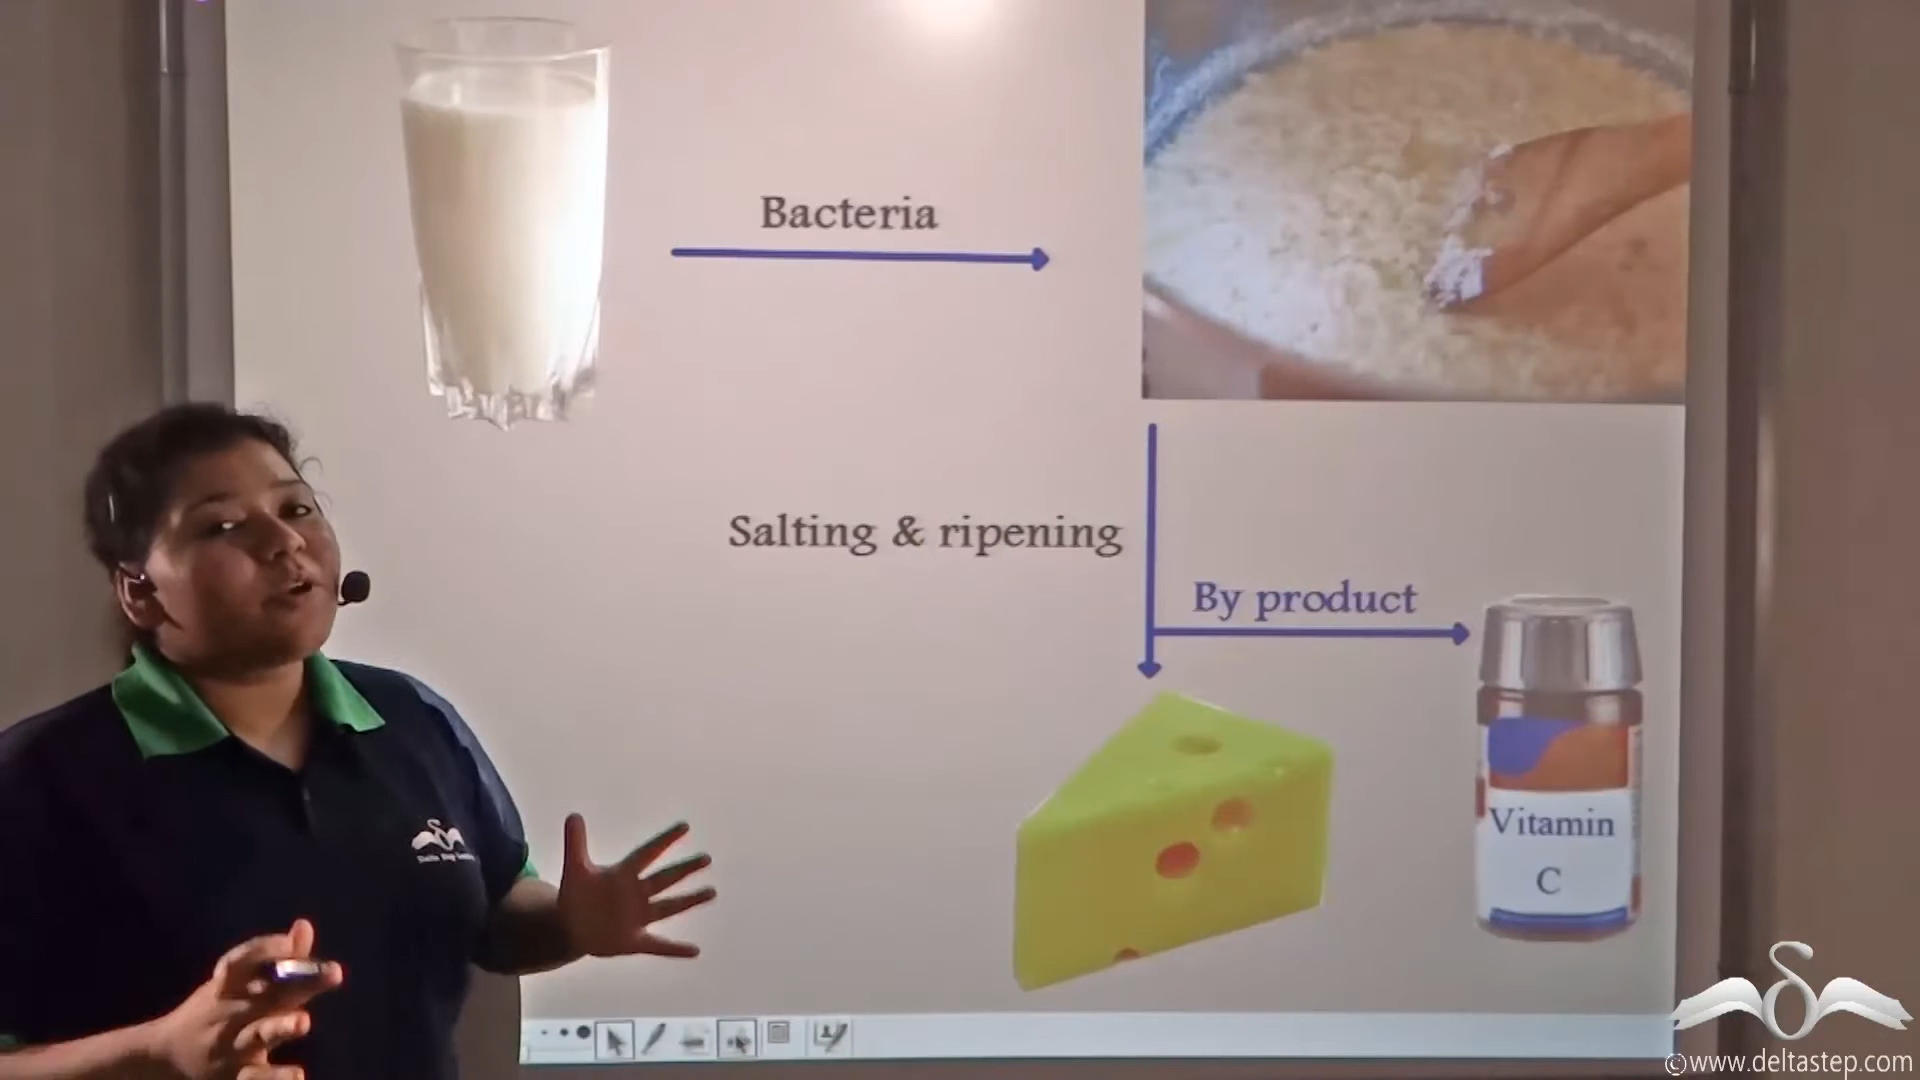 Bacteria
Salting & ripening
By product
Vitamin
C
©www.deltastep.com